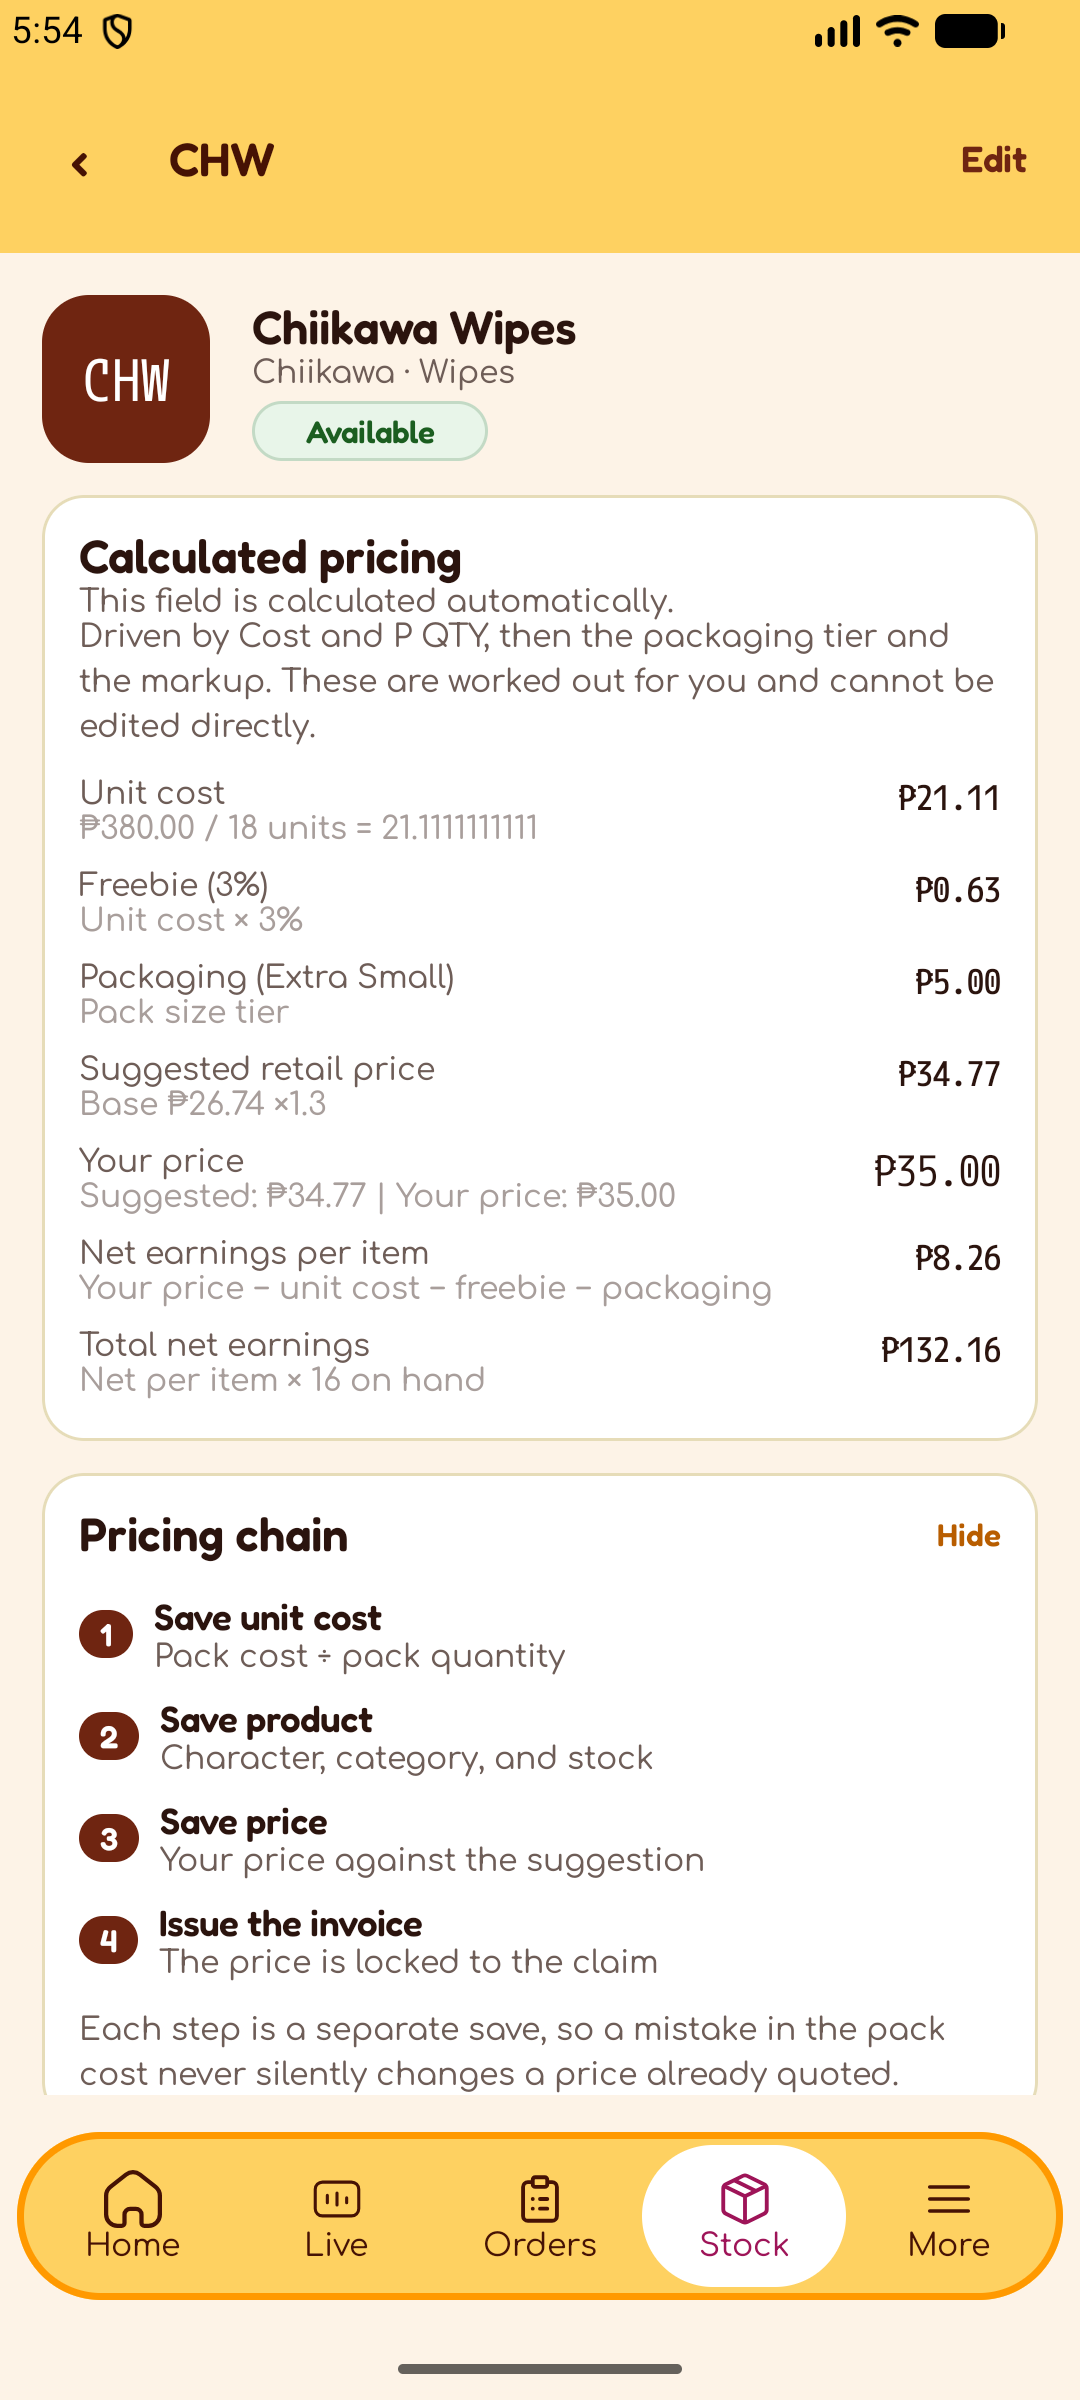 5:54
CHW
Edit
CHW
Chiikawa Wipes
Chiikawa · Wipes
Available
Calculated pricing
This field is calculated automatically.
Driven by Cost and P QTY, then the packaging tier and
the markup. These are worked out for you and cannot be
edited directly.
Unit cost
₱21.11
₱380.00 / 18 units = 21.1111111111
Freebie (3%)
₱0.63
Unit cost × 3%
Packaging (Extra Small)
₱5.00
Pack size tier
Suggested retail price
₱34.77
Base ₱26.74 ×1.3
Your price
₱35.00
Suggested: ₱34.77 | Your price: ₱35.00
Net earnings per item
₱8.26
Your price − unit cost − freebie − packaging
Total net earnings
₱132.16
Net per item × 16 on hand
Pricing chain
Hide
1
Save unit cost
Pack cost ÷ pack quantity
2
Save product
Character, category, and stock
3
Save price
Your price against the suggestion
4
Issue the invoice
The price is locked to the claim
Each step is a separate save, so a mistake in the pack
cost never silently changes a price already quoted.
Home
Live
Orders
Stock
More